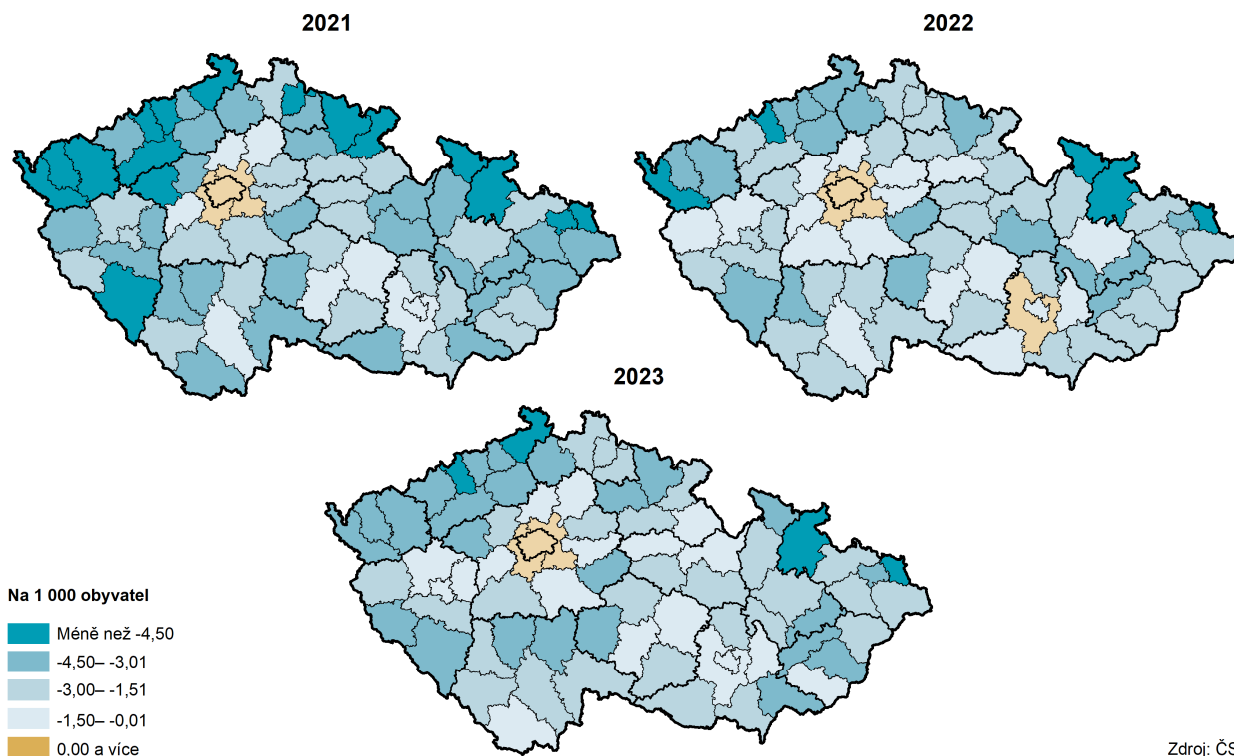 2021
2022
2023
Na 1 000 obyvatel
Méně než -4,50
-4,50– -3,01
-3,00– -1,51
-1,50– -0,01
0,00 a více
Zdroj: ČS